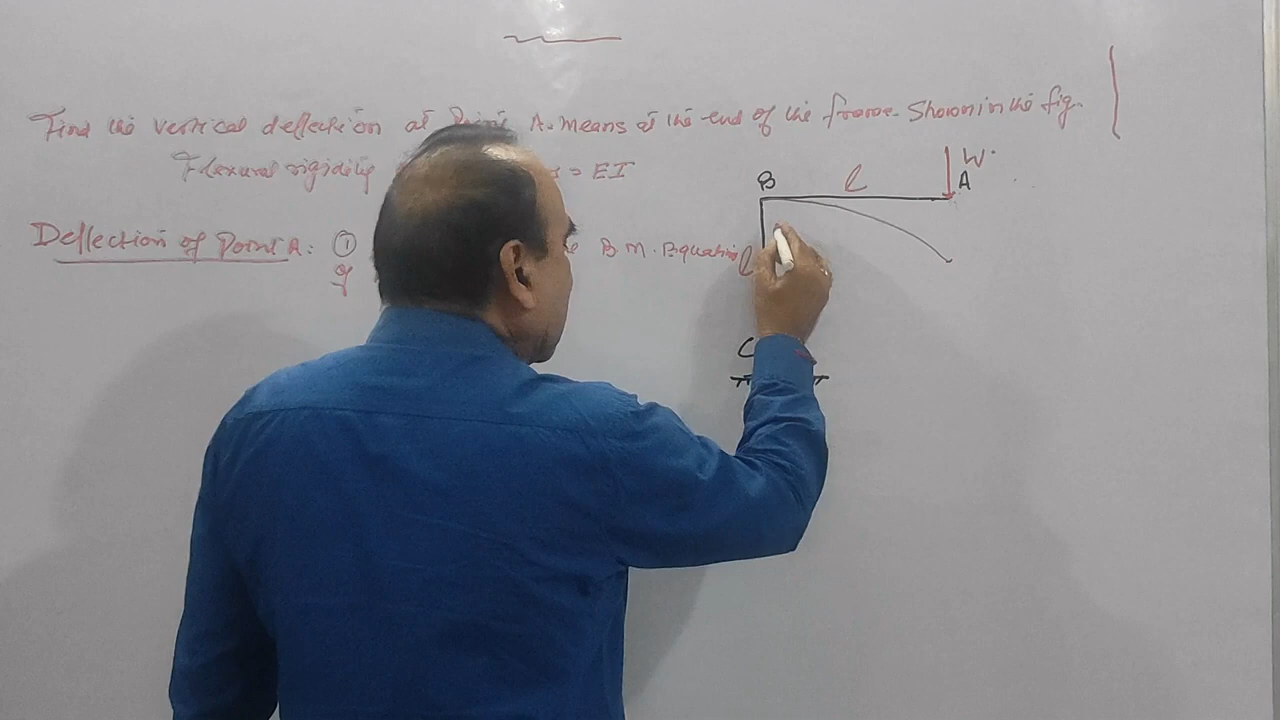 Find the vertical deflection at Point A. Means at the end of the frame. Shown in the fig.
Flexural rigidity = EI
W.
B l A
Deflection of Point A: ① B.M. Equation
l
C